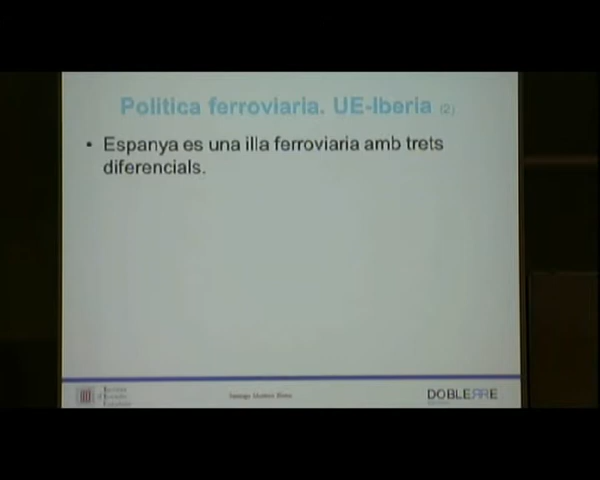 Politica ferroviaria. UE-Iberia (2)
• Espanya es una illa ferroviaria amb trets
diferencials.
DOBLERRE